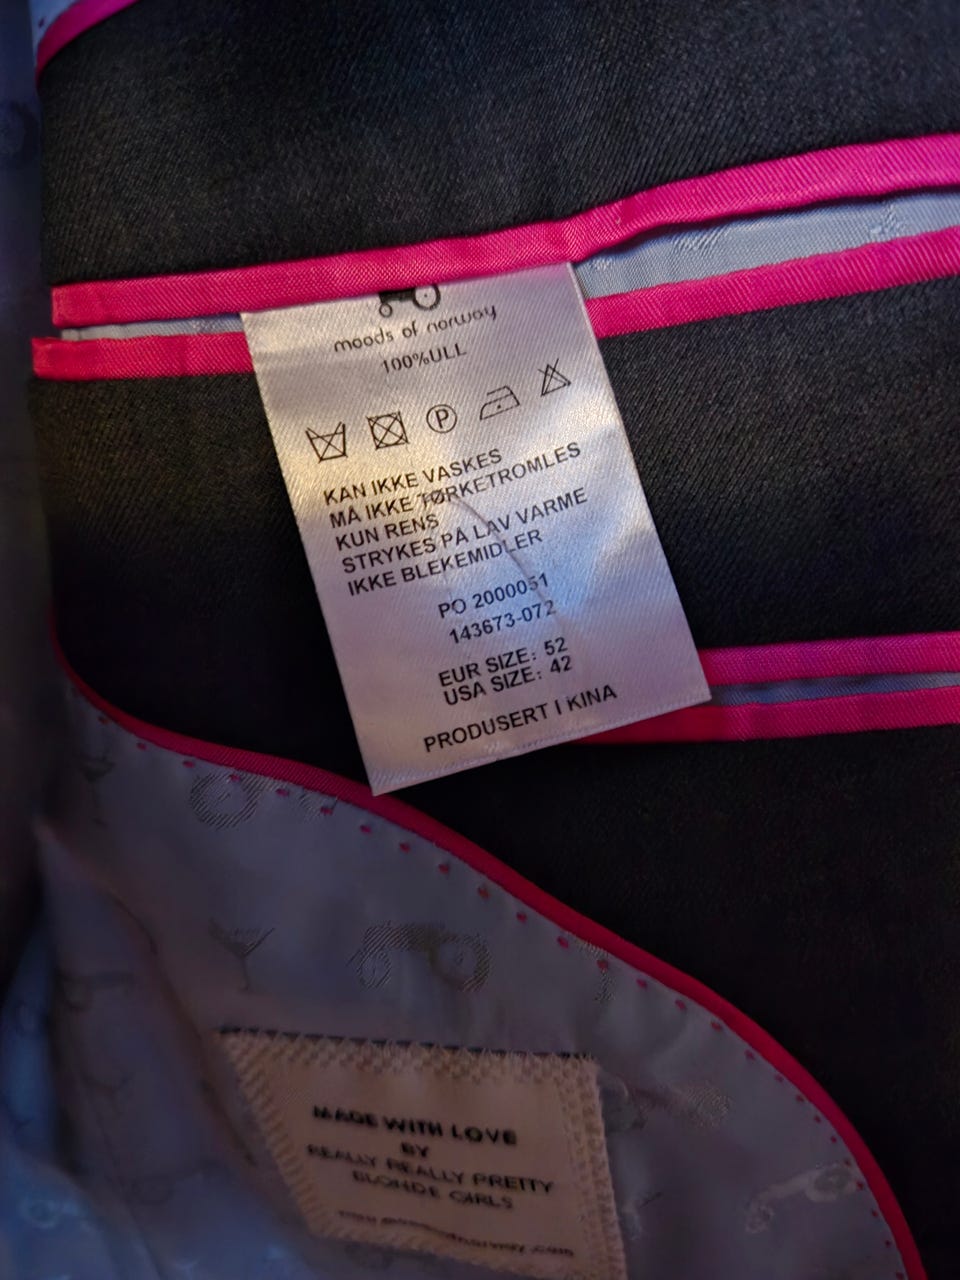 moods of norway
100%ULL
P
KAN IKKE VASKES
MÅ IKKE TØRKETROMLES
KUN RENS
STRYKES PÅ LAV VARME
IKKE BLEKEMIDLER
PO 2000051
143673-072
EUR SIZE: 52
USA SIZE: 42
PRODUSERT I KINA
MADE WITH LOVE
BY
REALLY REALLY PRETTY
BLONDE GIRLS